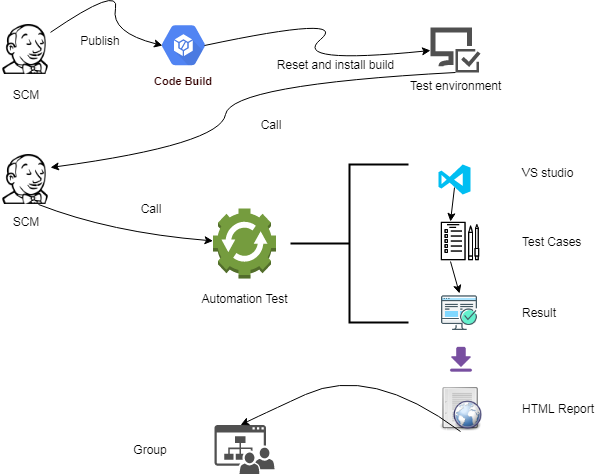 Publish
SCM
Code Build
Reset and install build
Test environment
Call
SCM
Call
Automation Test
VS studio
Test Cases
Result
HTML Report
Group